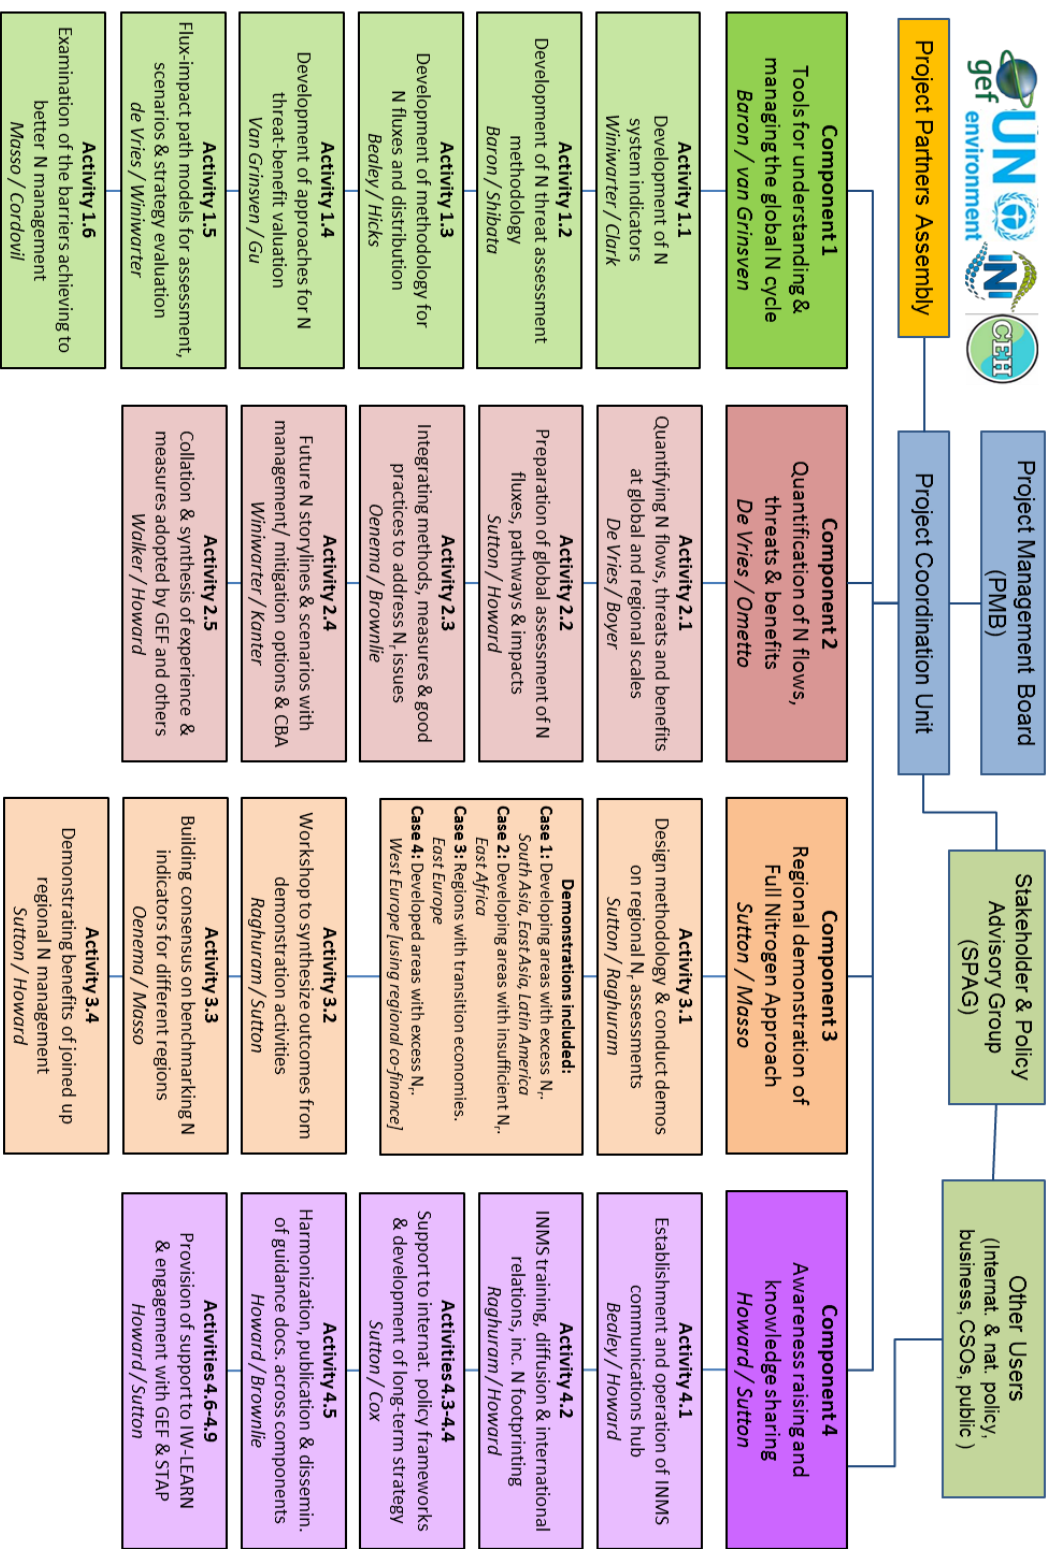 gef
UN
environment
INI
CEH
Project Partners Assembly
Project Management Board
(PMB)
Project Coordination Unit
Stakeholder & Policy
Advisory Group
(SPAG)
Other Users
(Internat. & nat. policy,
business, CSOs, public )
Component 1
Tools for understanding &
managing the global N cycle
Baron / van Grinsven
Activity 1.1
Development of N
system indicators
Winiwarter / Clark
Activity 1.2
Development of N threat assessment
methodology
Baron / Shibata
Activity 1.3
Development of methodology for
N fluxes and distribution
Bealey / Hicks
Activity 1.4
Development of approaches for N
threat-benefit valuation
Van Grinsven / Gu
Activity 1.5
Flux-impact path models for assessment,
scenarios & strategy evaluation
de Vries / Winiwarter
Activity 1.6
Examination of the barriers achieving to
better N management
Masso / Cordovil
Component 2
Quantification of N flows,
threats & benefits
De Vries / Ometto
Activity 2.1
Quantifying N flows, threats and benefits
at global and regional scales
De Vries / Boyer
Activity 2.2
Preparation of global assessment of N
fluxes, pathways & impacts
Sutton / Howard
Activity 2.3
Integrating methods, measures & good
practices to address Nr issues
Oenema / Brownlie
Activity 2.4
Future N storylines & scenarios with
management/ mitigation options & CBA
Winiwarter / Kanter
Activity 2.5
Collation & synthesis of experience &
measures adopted by GEF and others
Walker / Howard
Component 3
Regional demonstration of
Full Nitrogen Approach
Sutton / Masso
Activity 3.1
Design methodology & conduct demos
on regional Nr assessments
Sutton / Raghuram
Demonstrations included:
Case 1: Developing areas with excess Nr.
South Asia, East Asia, Latin America
Case 2: Developing areas with insufficient Nr.
East Africa
Case 3: Regions with transition economies.
East Europe
Case 4: Developed areas with excess Nr.
West Europe [using regional co-finance]
Activity 3.2
Workshop to synthesize outcomes from
demonstration activities
Raghuram / Sutton
Activity 3.3
Building consensus on benchmarking N
indicators for different regions
Oenema / Masso
Activity 3.4
Demonstrating benefits of joined up
regional N management
Sutton / Howard
Component 4
Awareness raising and
knowledge sharing
Howard / Sutton
Activity 4.1
Establishment and operation of INMS
communications hub
Bealey / Howard
Activity 4.2
INMS training, diffusion & international
relations, inc. N footprinting
Raghuram / Howard
Activities 4.3-4.4
Support to internat. policy frameworks
& development of long-term strategy
Sutton / Cox
Activity 4.5
Harmonization, publication & dissemin.
of guidance docs. across components
Howard / Brownlie
Activities 4.6-4.9
Provision of support to IW-LEARN
& engagement with GEF & STAP
Howard / Sutton